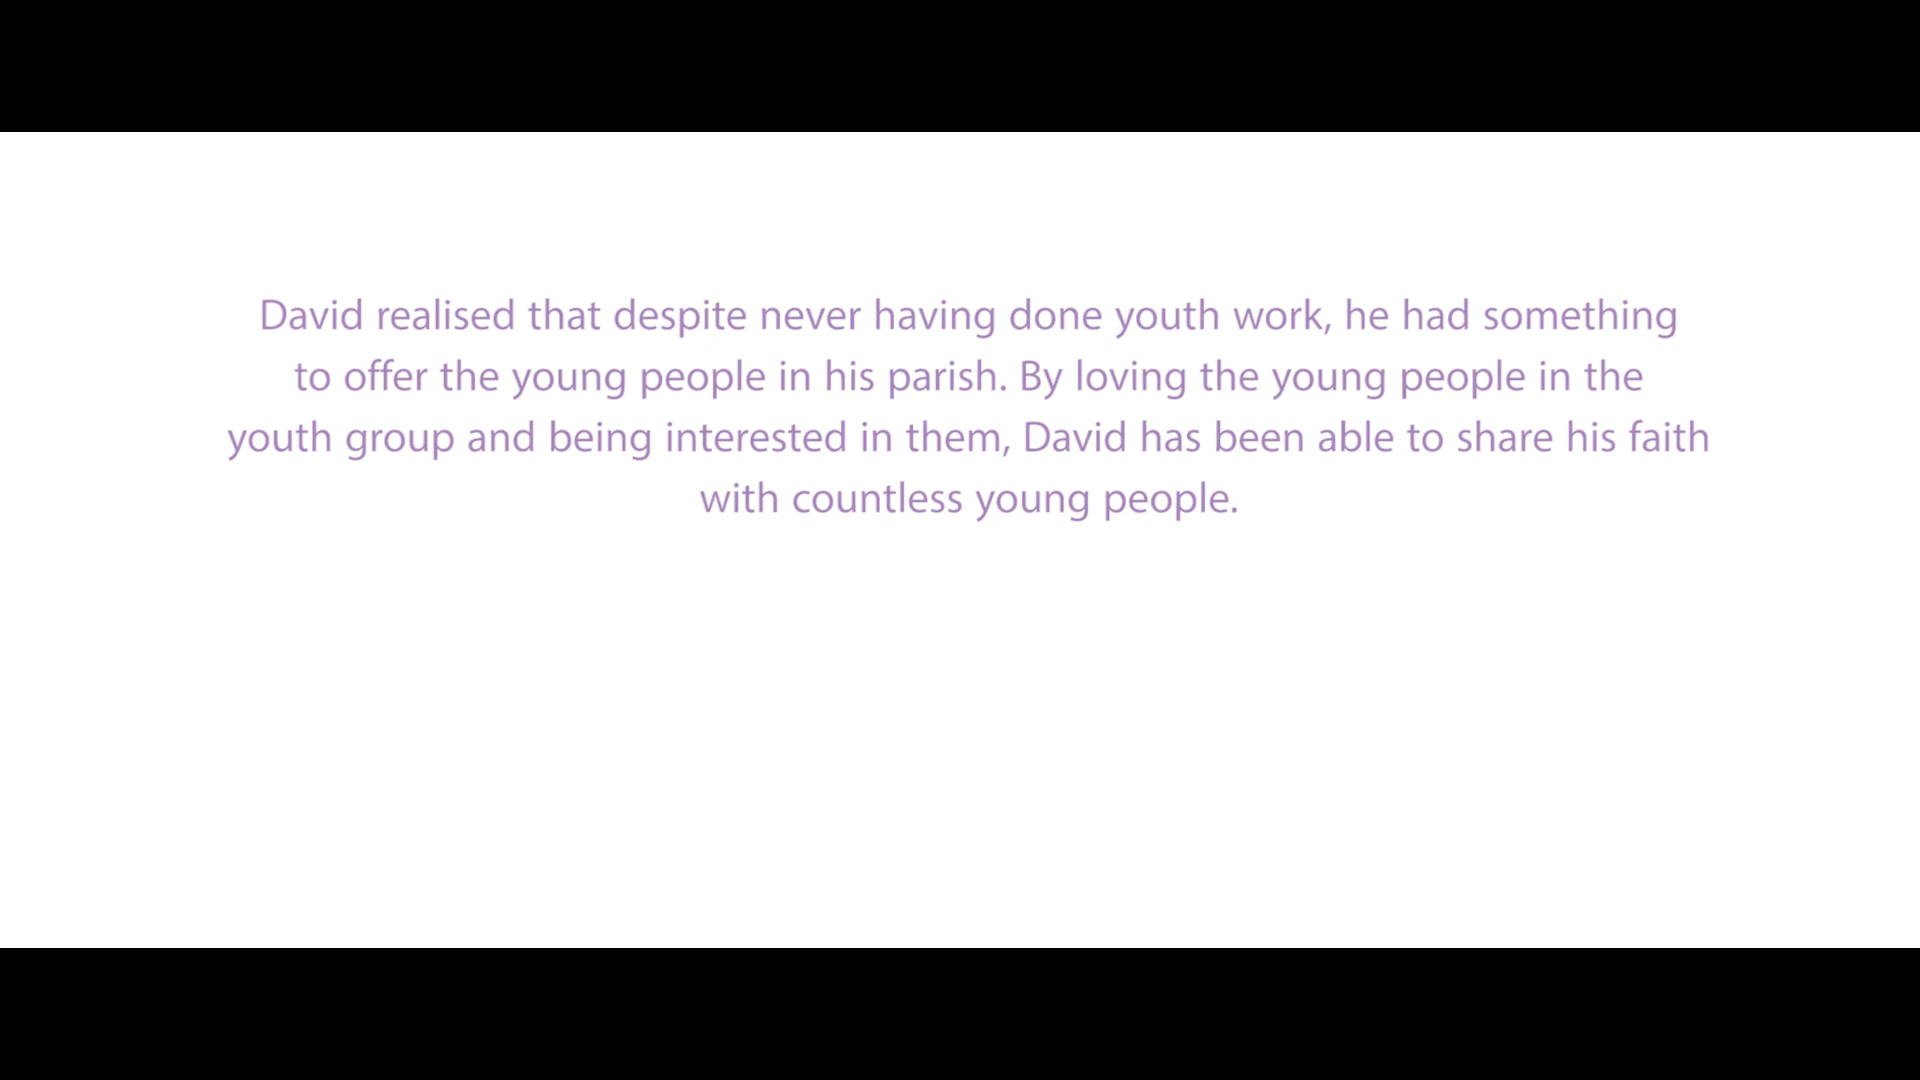 David realised that despite never having done youth work, he had something
to offer the young people in his parish. By loving the young people in the
youth group and being interested in them, David has been able to share his faith
with countless young people.